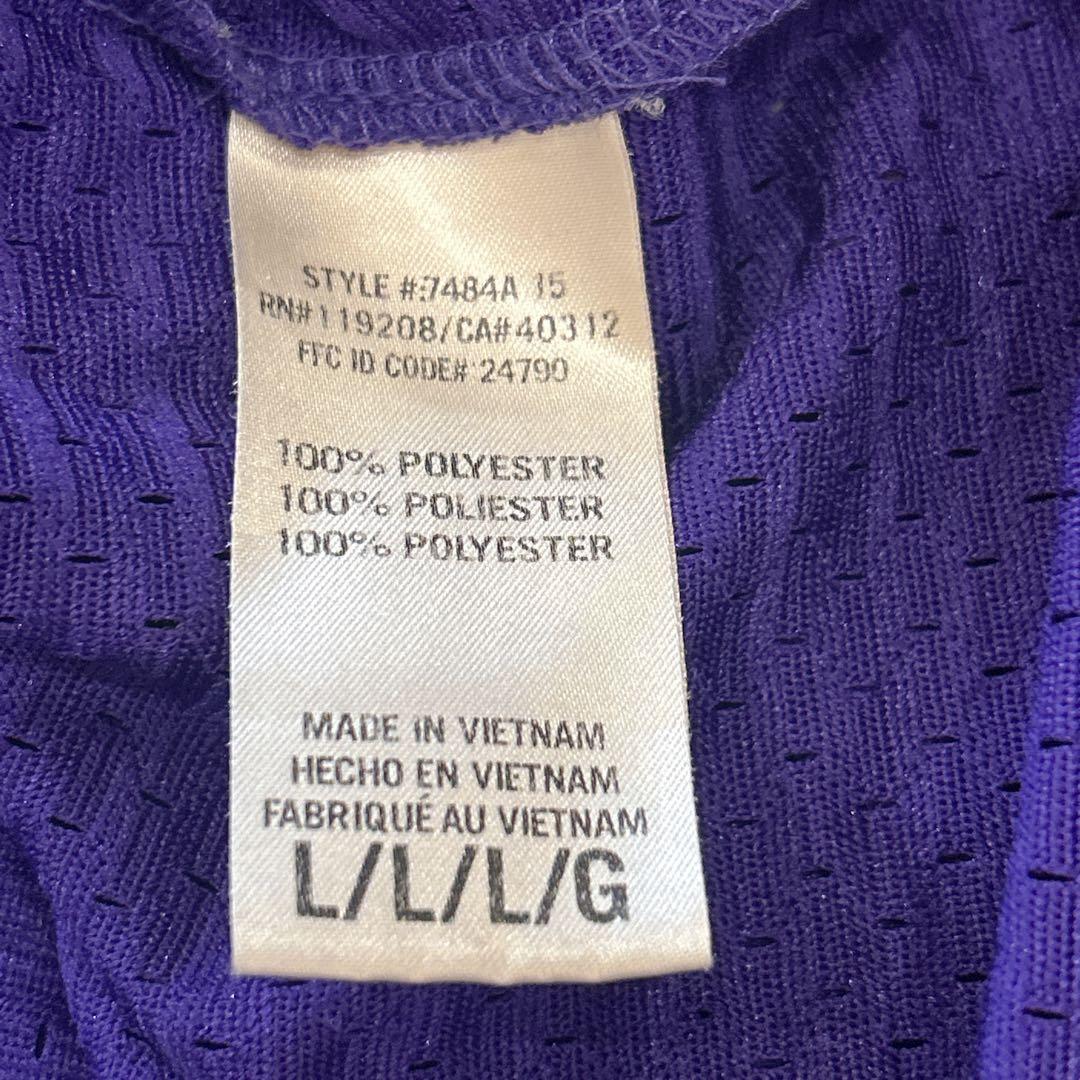 STYLE #:7484A 15
RN#119208/CA#40312
FTC ID CODE# 24790
100% POLYESTER
100% POLIESTER
100% POLYESTER
MADE IN VIETNAM
HECHO EN VIETNAM
FABRIQUÉ AU VIETNAM
L/L/L/G